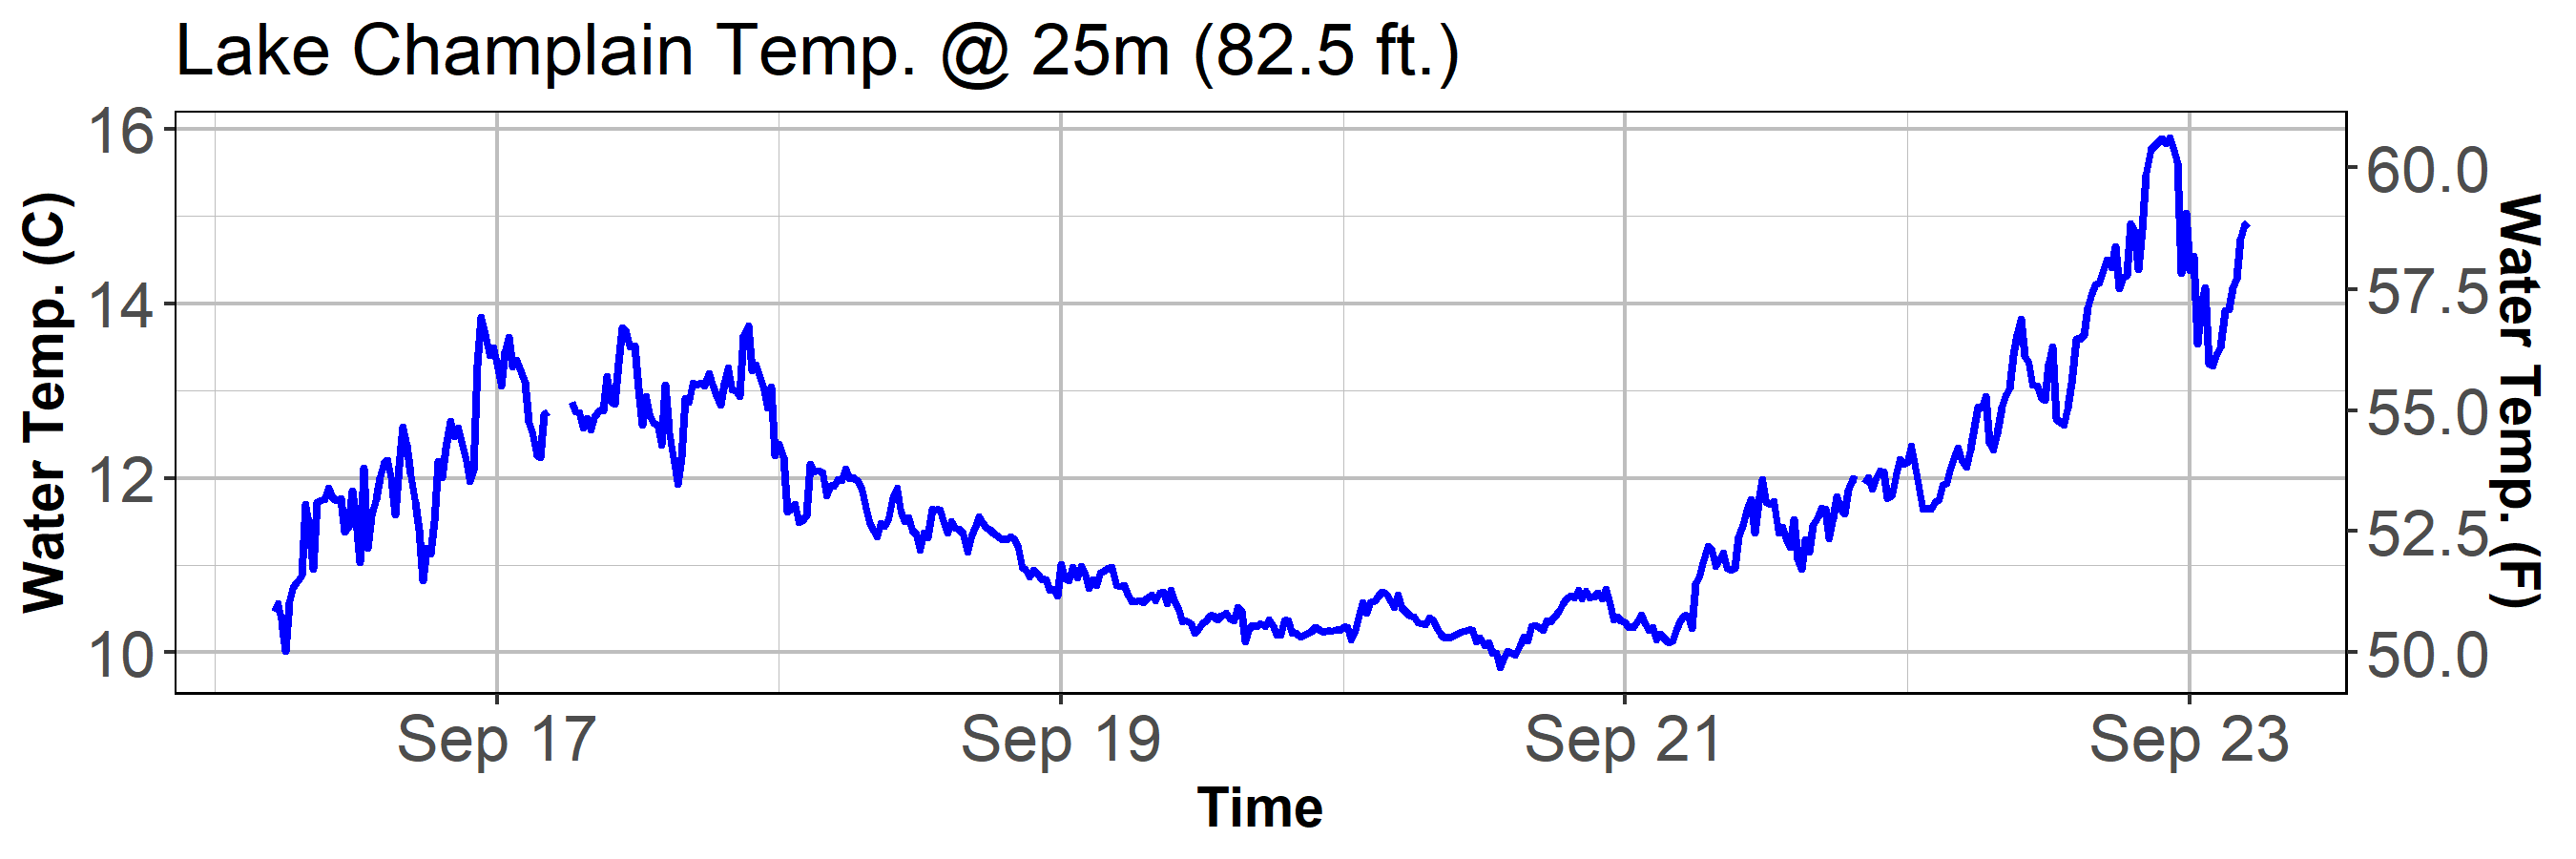 Lake Champlain Temp. @ 25m (82.5 ft.)
Water Temp. (C)
16
14
12
10
60.0
57.5
55.0
52.5
50.0
Water Temp. (F)
Sep 17 Sep 19 Sep 21 Sep 23
Time